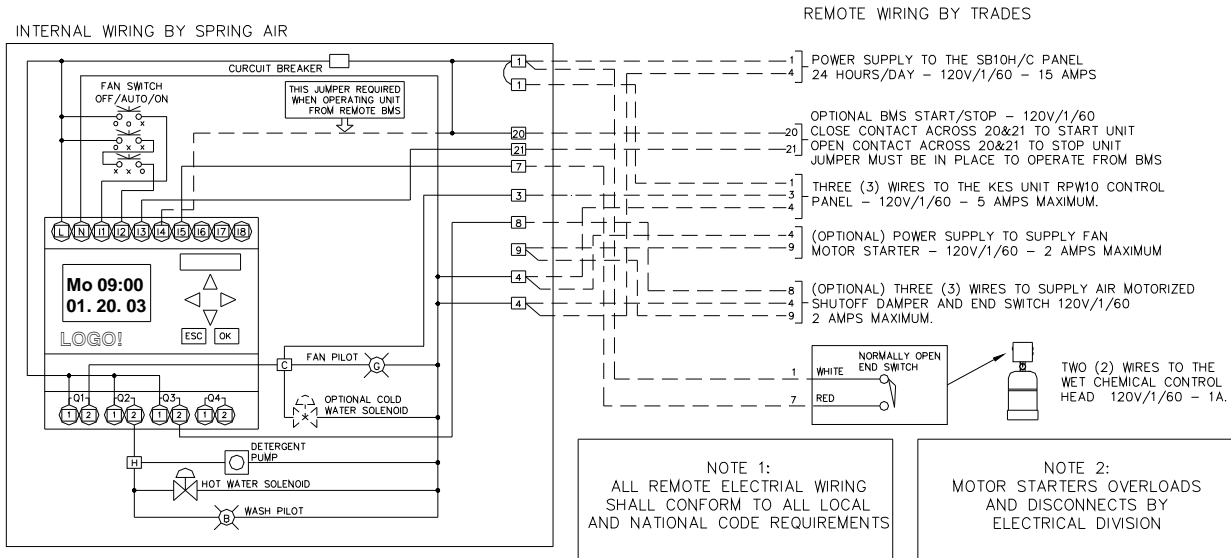 INTERNAL WIRING BY SPRING AIR
REMOTE WIRING BY TRADES
CURCUIT BREAKER
FAN SWITCH
OFF/AUTO/ON
O O X
O X X
X X O
THIS JUMPER REQUIRED
WHEN OPERATING UNIT
FROM REMOTE BMS
1
1
20
21
7
3
8
9
4
4
L N I1 I2 I3 I4 I5 I6 I7 I8
Mo 09:00
01. 20. 03
LOGO!
ESC OK
Q1 Q2 Q3 Q4
1 2 1 2 1 2 1 2
C
FAN PILOT
G
OPTIONAL COLD
WATER SOLENOID
H
DETERGENT
PUMP
HOT WATER SOLENOID
B
WASH PILOT
1
4
POWER SUPPLY TO THE SB10H/C PANEL
24 HOURS/DAY - 120V/1/60 - 15 AMPS
20
21
OPTIONAL BMS START/STOP - 120V/1/60
CLOSE CONTACT ACROSS 20&21 TO START UNIT
OPEN CONTACT ACROSS 20&21 TO STOP UNIT
JUMPER MUST BE IN PLACE TO OPERATE FROM BMS
1
3
4
THREE (3) WIRES TO THE KES UNIT RPW10 CONTROL
PANEL - 120V/1/60 - 5 AMPS MAXIMUM.
4
9
(OPTIONAL) POWER SUPPLY TO SUPPLY FAN
MOTOR STARTER - 120V/1/60 - 2 AMPS MAXIMUM
8
4
9
(OPTIONAL) THREE (3) WIRES TO SUPPLY AIR MOTORIZED
SHUTOFF DAMPER AND END SWITCH 120V/1/60
2 AMPS MAXIMUM.
1 WHITE
7 RED
NORMALLY OPEN
END SWITCH
TWO (2) WIRES TO THE
WET CHEMICAL CONTROL
HEAD 120V/1/60 - 1A.
NOTE 1:
ALL REMOTE ELECTRIAL WIRING
SHALL CONFORM TO ALL LOCAL
AND NATIONAL CODE REQUIREMENTS
NOTE 2:
MOTOR STARTERS OVERLOADS
AND DISCONNECTS BY
ELECTRICAL DIVISION